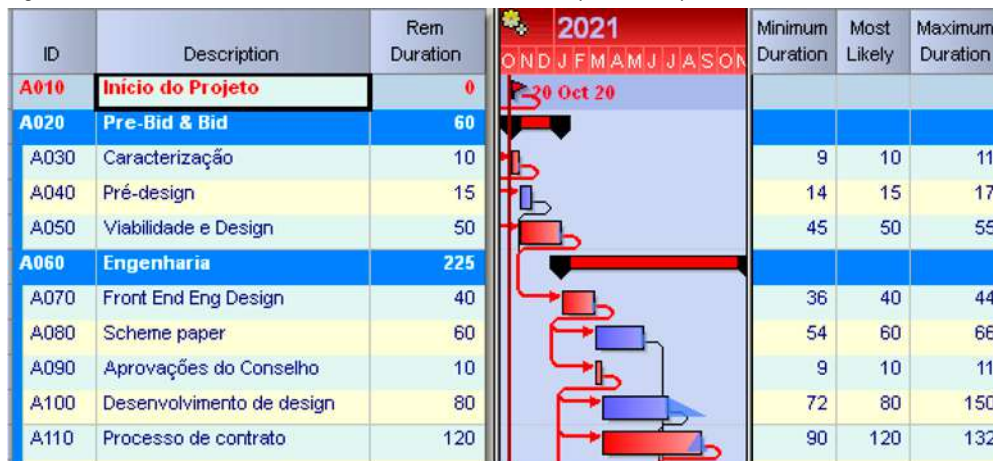 ID Description Rem Duration 2021 O N D J F M A M J J A S O N Minimum Duration Most Likely Maximum Duration
A010 Início do Projeto 0 20 Oct 20
A020 Pre-Bid & Bid 60
A030 Caracterização 10 9 10 11
A040 Pré-design 15 14 15 17
A050 Viabilidade e Design 50 45 50 55
A060 Engenharia 225
A070 Front End Eng Design 40 36 40 44
A080 Scheme paper 60 54 60 66
A090 Aprovações do Conselho 10 9 10 11
A100 Desenvolvimento de design 80 72 80 150
A110 Processo de contrato 120 90 120 132